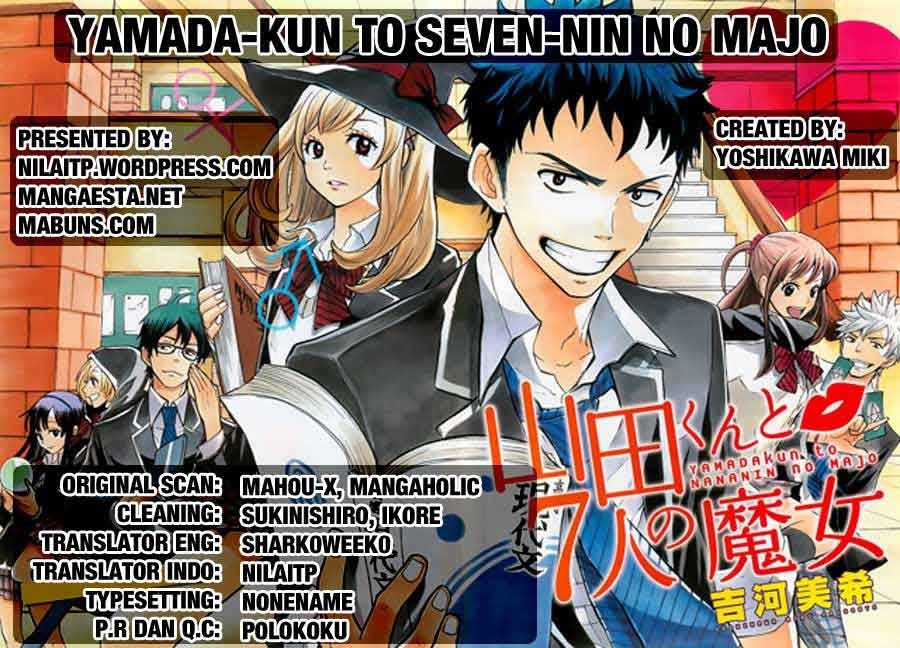 YAMADA-KUN TO SEVEN-NIN NO MAJO
PRESENTED BY:
NILAITP.WORDPRESS.COM
MANGAESTA.NET
MABUNS.COM
CREATED BY:
YOSHIKAWA MIKI
山田くんと
YAMADAKUN to
NANANIN NO MAJO
7人の魔女
吉河美希
現代文
ORIGINAL SCAN: MAHOU-X, MANGAHOLIC
CLEANING: SUKINISHIRO, IKORE
TRANSLATOR ENG: SHARKOWEEKO
TRANSLATOR INDO: NILAITP
TYPESETTING: NONENAME
P.R DAN Q.C: POLOKOKU